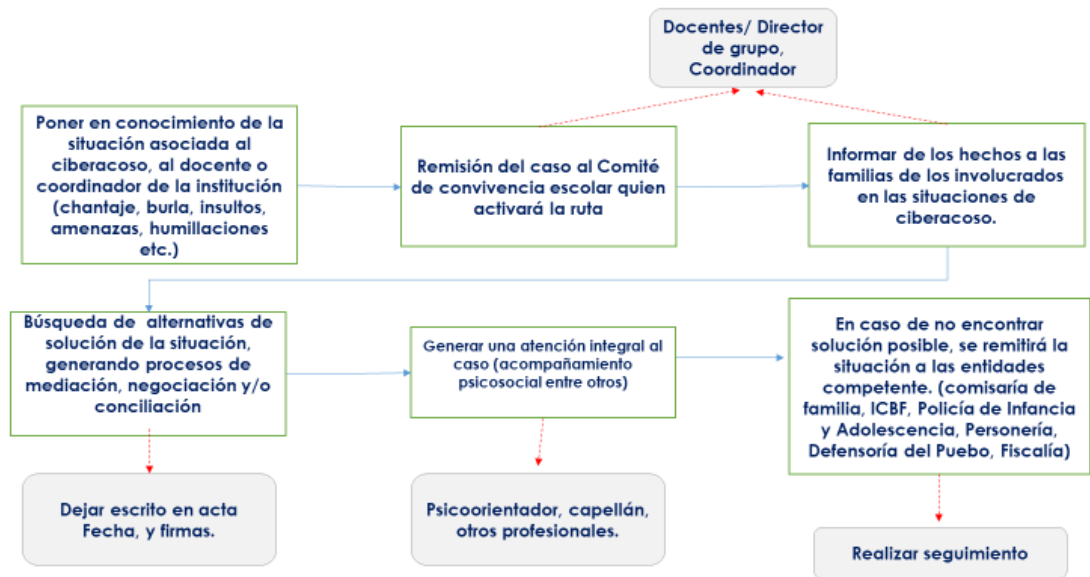 Docentes/ Director
de grupo,
Coordinador
Poner en conocimiento de la
situación asociada al
ciberacoso, al docente o
coordinador de la institución
(chantaje, burla, insultos,
amenazas, humillaciones
etc.)
Remisión del caso al Comité
de convivencia escolar quien
activará la ruta
Informar de los hechos a las
familias de los involucrados
en las situaciones de
ciberacoso.
Búsqueda de alternativas de
solución de la situación,
generando procesos de
mediación, negociación y/o
conciliación
Generar una atención integral al
caso (acompañamiento
psicosocial entre otros)
En caso de no encontrar
solución posible, se remitirá la
situación a las entidades
competente. (comisaría de
familia, ICBF, Policía de Infancia
y Adolescencia, Personería,
Defensoría del Puebo, Fiscalía)
Dejar escrito en acta
Fecha, y firmas.
Psicoorientador, capellán,
otros profesionales.
Realizar seguimiento